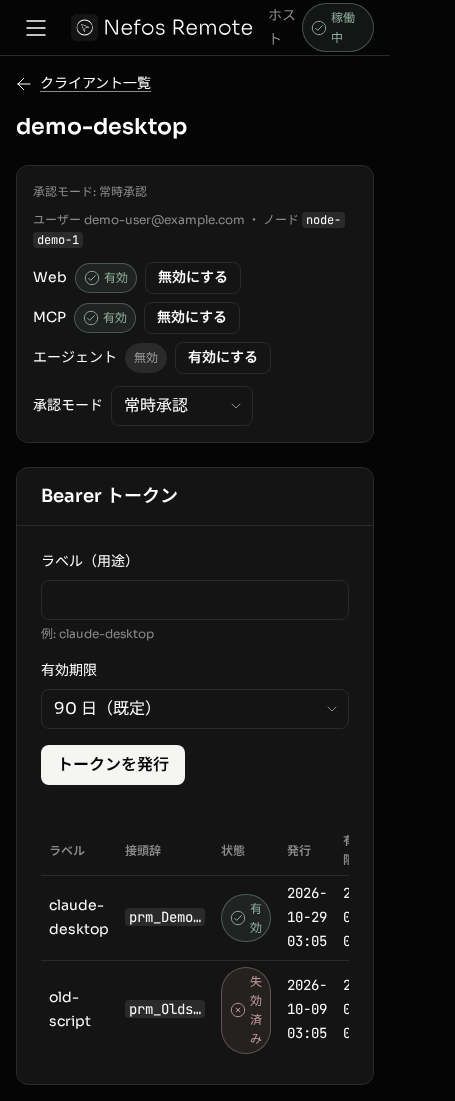 Nefos Remote
ホス
ト
稼働
中
クライアント一覧
demo-desktop
承認モード: 常時承認
ユーザー demo-user@example.com ・ ノード node-
demo-1
Web 有効 無効にする
MCP 有効 無効にする
エージェント 無効 有効にする
承認モード 常時承認
Bearer トークン
ラベル（用途）
例: claude-desktop
有効期限
90 日（既定）
トークンを発行
ラベル 接頭辞 状態 発行
claude-
desktop
prm_Demo…
有
効
2026-
10-29
03:05
old-
script
prm_Olds…
失
効
済
み
2026-
10-09
03:05